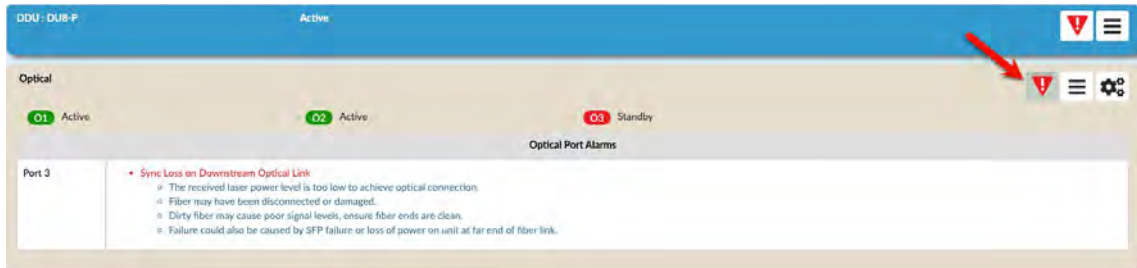 DDU : DU8-P Active
Optical
O1 Active O2 Active O3 Standby
Optical Port Alarms
Port 3 • Sync Loss on Downstream Optical Link
The received laser power level is too low to achieve optical connection.
Fiber may have been disconnected or damaged.
Dirty fiber may cause poor signal levels, ensure fiber ends are clean.
Failure could also be caused by SFP failure or loss of power on unit at far end of fiber link.